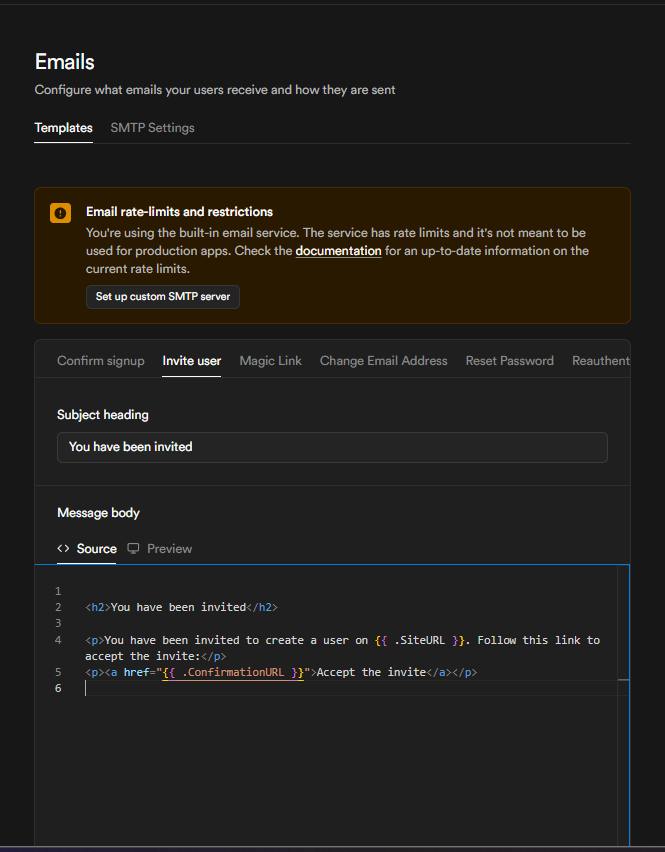 Emails
Configure what emails your users receive and how they are sent
Templates SMTP Settings
Email rate-limits and restrictions
You're using the built-in email service. The service has rate limits and it's not meant to be
used for production apps. Check the documentation for an up-to-date information on the
current rate limits.
Set up custom SMTP server
Confirm signup Invite user Magic Link Change Email Address Reset Password Reauthent
Subject heading
You have been invited
Message body
<> Source Preview
1
2 <h2>You have been invited</h2>
3
4 <p>You have been invited to create a user on {{ .SiteURL }}. Follow this link to
accept the invite:</p>
5 <p><a href="{{ .ConfirmationURL }}">Accept the invite</a></p>
6